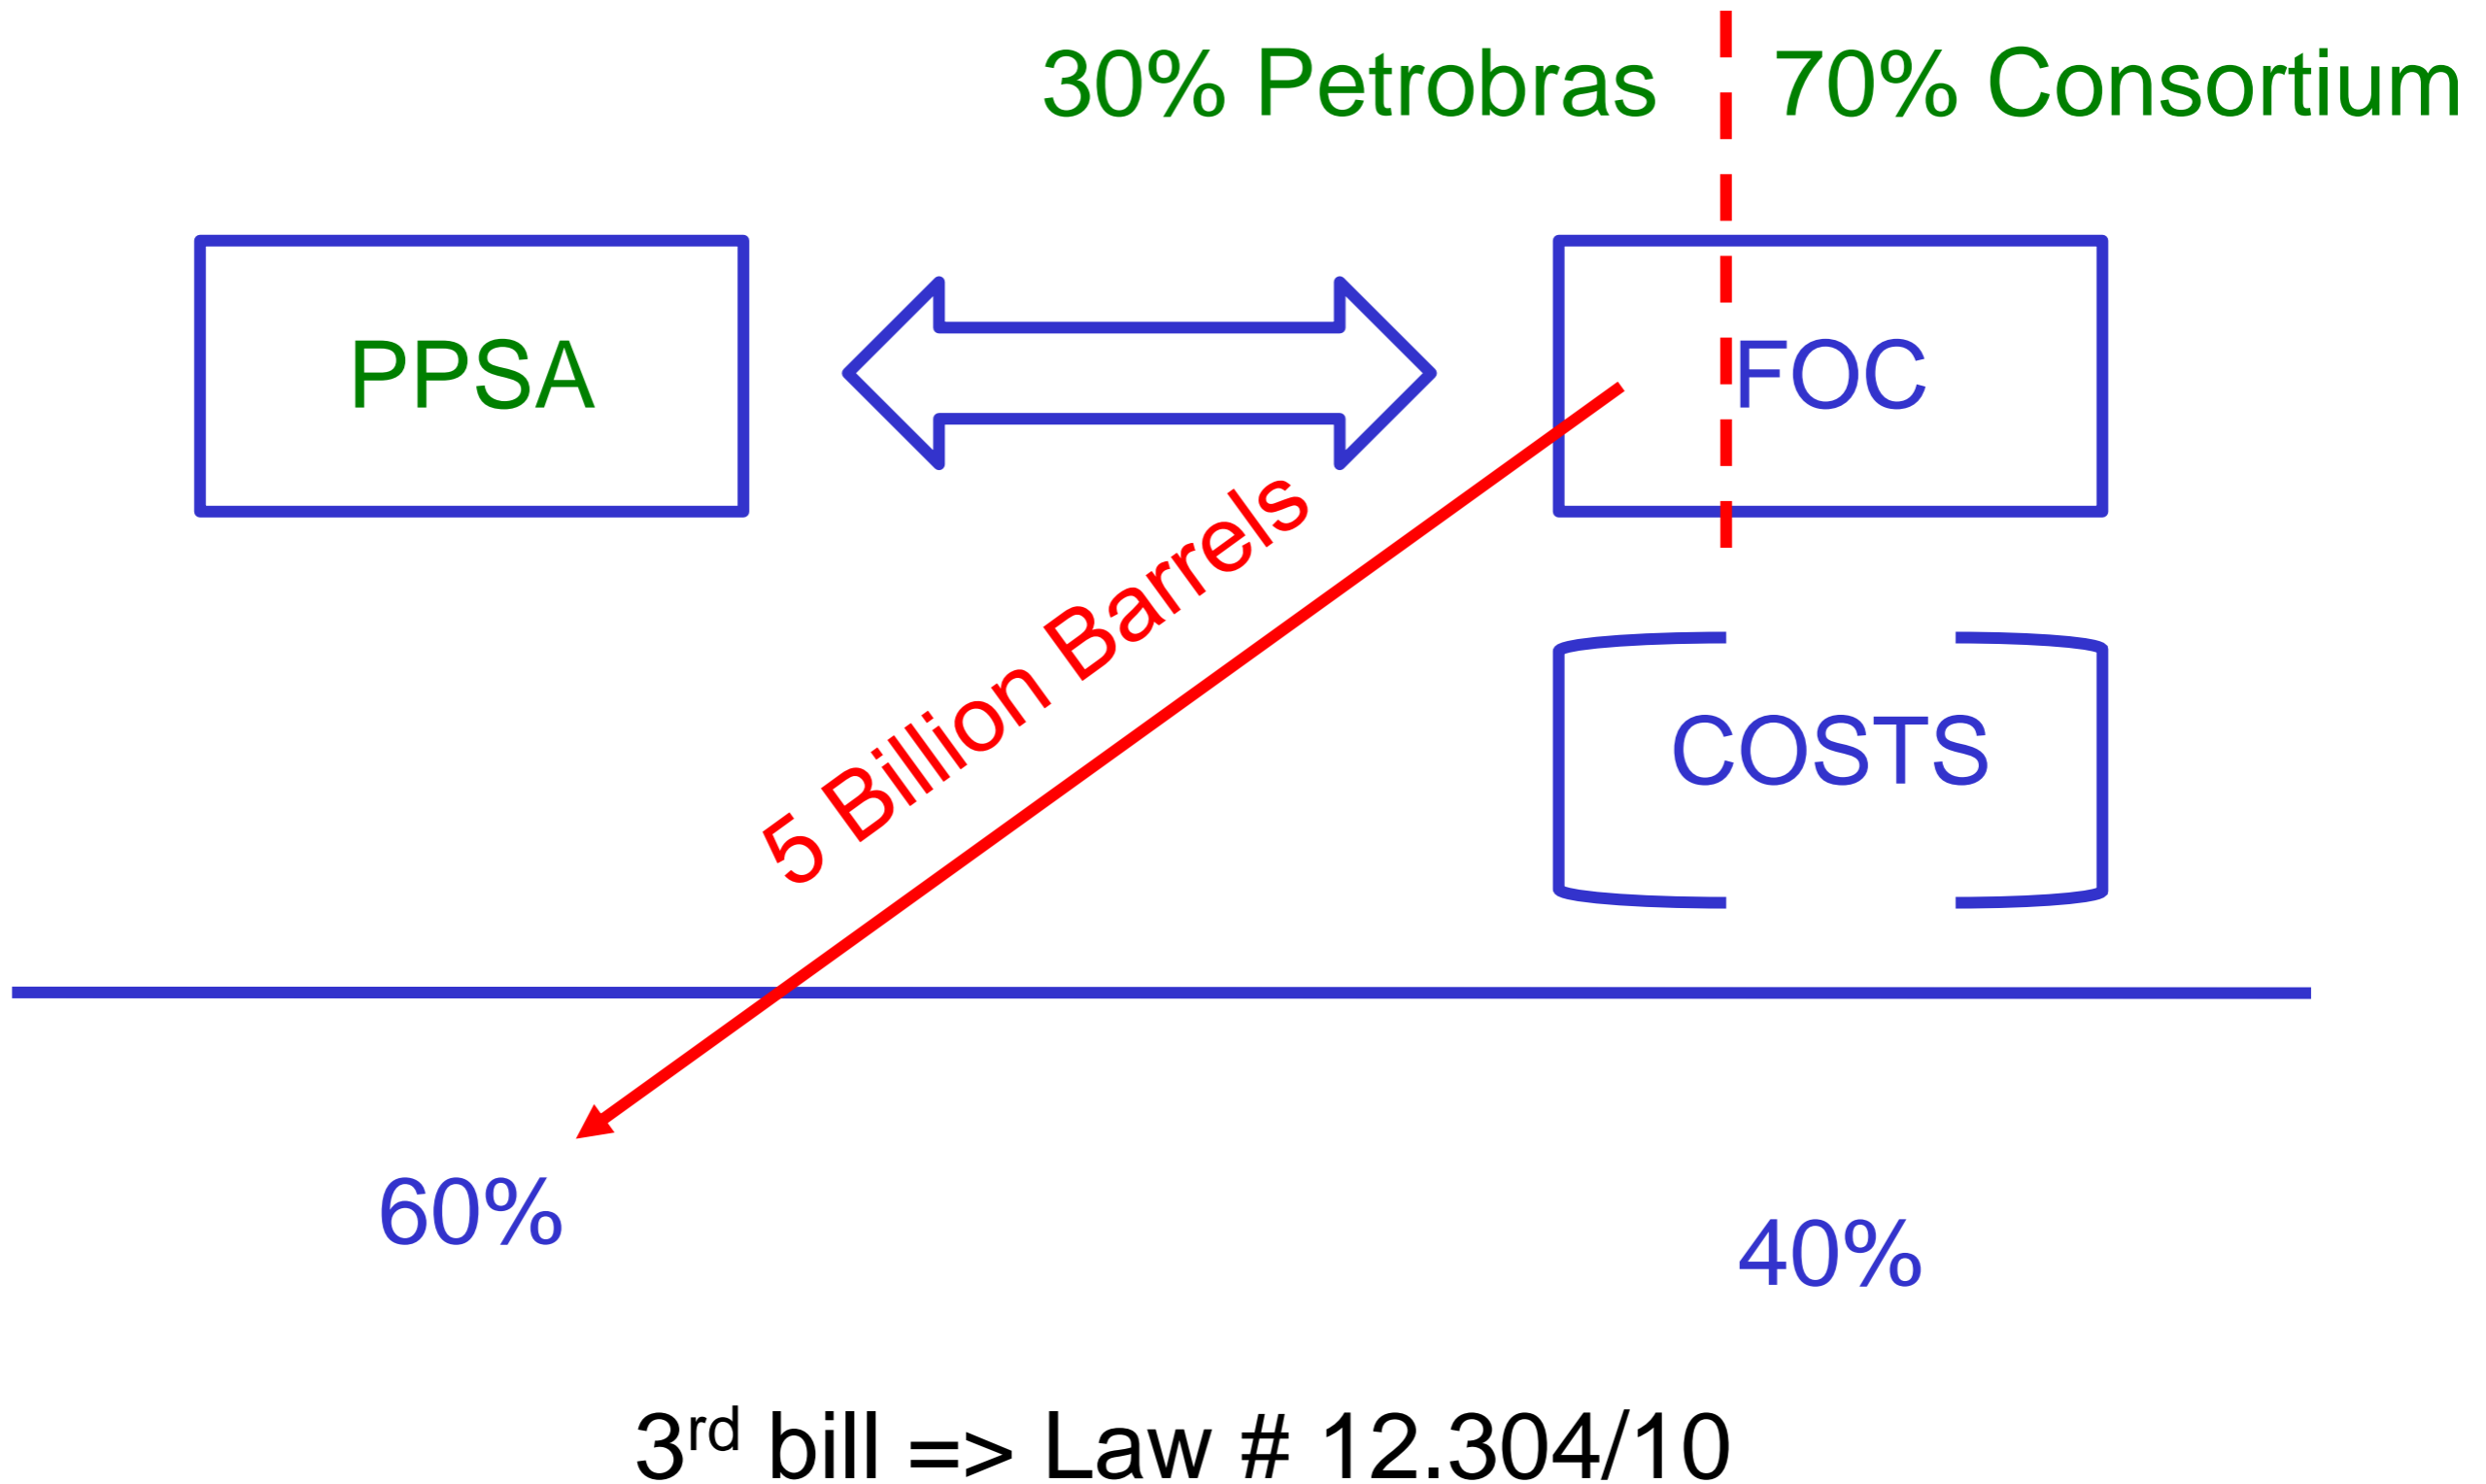 30% Petrobras
70% Consortium
PPSA
FOC
5 Billion Barrels
COSTS
60%
40%
3rd bill => Law # 12.304/10